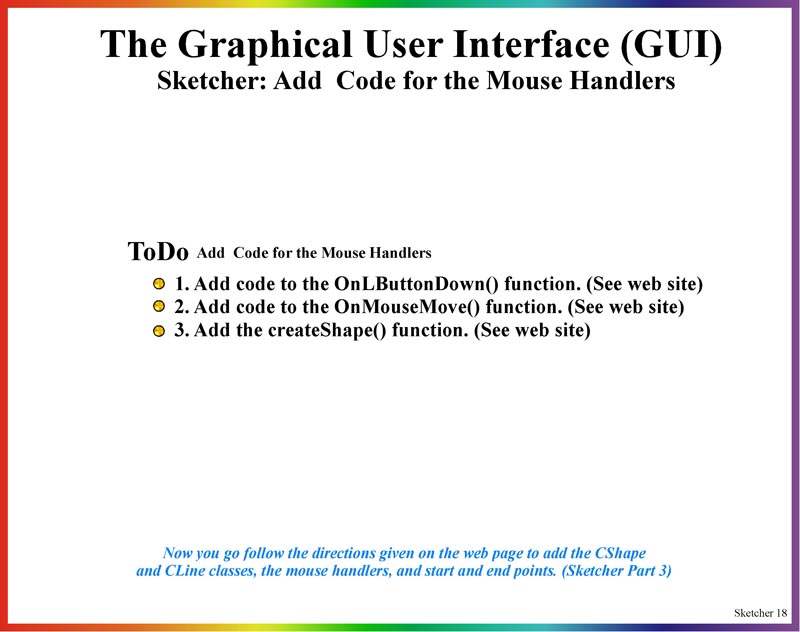 The Graphical User Interface (GUI)
Sketcher: Add  Code for the Mouse Handlers
ToDo Add  Code for the Mouse Handlers
1. Add code to the OnLButtonDown() function. (See web site)
2. Add code to the OnMouseMove() function. (See web site)
3. Add the createShape() function. (See web site)
Now you go follow the directions given on the web page to add the CShape
and CLine classes, the mouse handlers, and start and end points. (Sketcher Part 3)
Sketcher 18